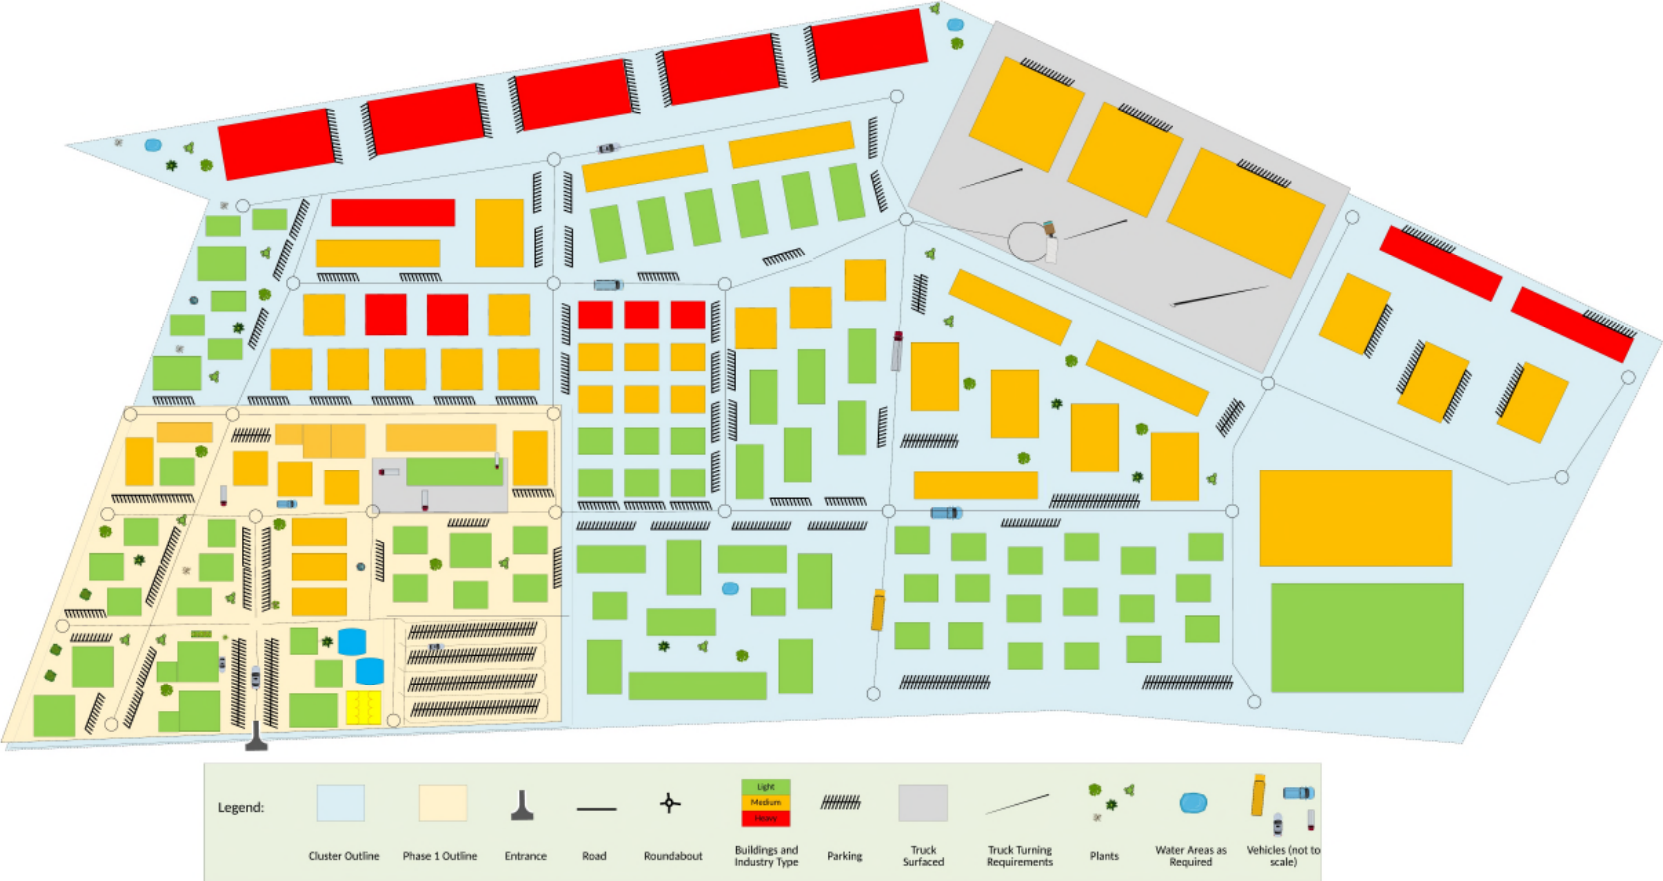 Legend:
Light
Medium
Heavy
Cluster Outline
Phase 1 Outline
Entrance
Road
Roundabout
Buildings and
Industry Type
Parking
Truck
Surfaced
Truck Turning
Requirements
Plants
Water Areas as
Required
Vehicles (not to
scale)